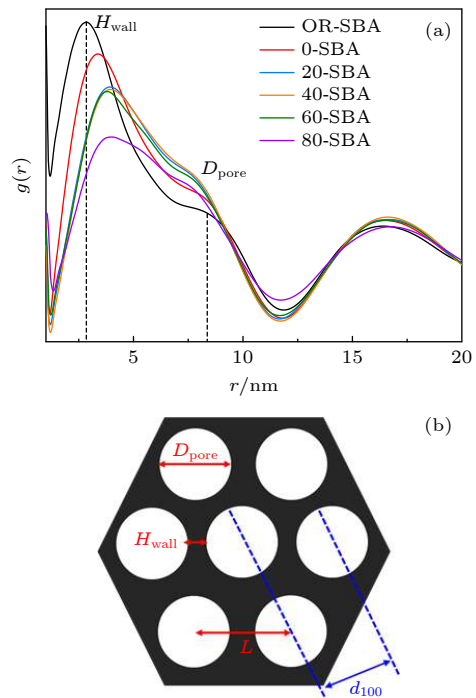 (a)
H_wall
OR-SBA
0-SBA
20-SBA
40-SBA
60-SBA
80-SBA
D_pore
g(r)
5 10 15 20
r/nm
(b)
D_pore
H_wall
L
d_100